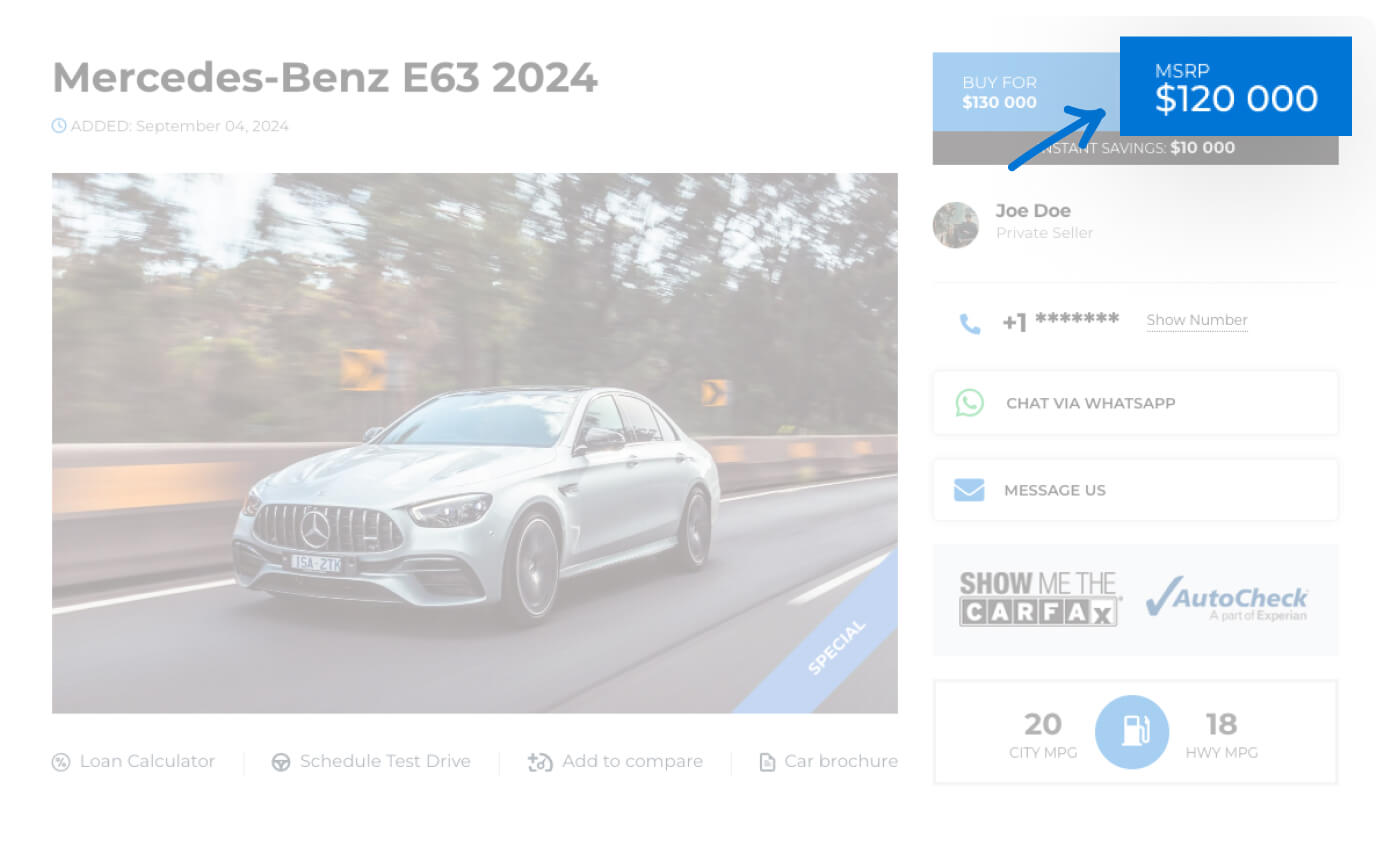 Mercedes-Benz E63 2024
ADDED: September 04, 2024
BUY FOR
$130 000
MSRP
$120 000
INSTANT SAVINGS: $10 000
Joe Doe
Private Seller
+1 *******
Show Number
CHAT VIA WHATSAPP
MESSAGE US
SHOW ME THE
CARFAX
AutoCheck
A part of Experian
20
CITY MPG
18
HWY MPG
1SA-2TK
SPECIAL
Loan Calculator
Schedule Test Drive
Add to compare
Car brochure